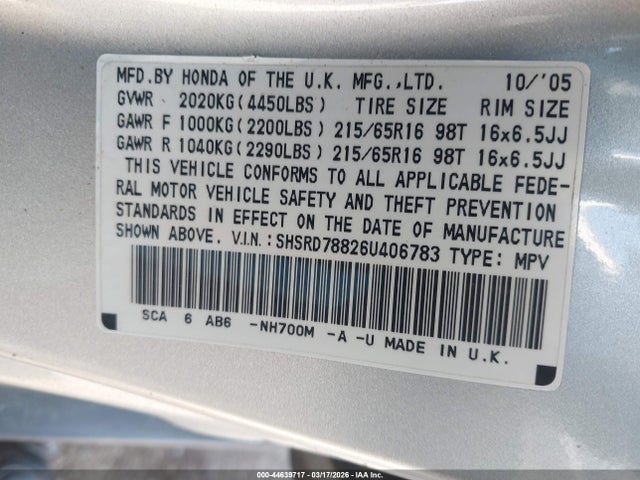 MFD.BY HONDA OF THE U.K. MFG.,LTD. 10/'05
GVWR 2020KG(4450LBS) TIRE SIZE RIM SIZE
GAWR F 1000KG(2200LBS) 215/65R16 98T 16x6.5JJ
GAWR R 1040KG(2290LBS) 215/65R16 98T 16x6.5JJ
THIS VEHICLE CONFORMS TO ALL APPLICABLE FEDE-
RAL MOTOR VEHICLE SAFETY AND THEFT PREVENTION
STANDARDS IN EFFECT ON THE DATE OF MANUFACTURE
SHOWN ABOVE. V.I.N.: SHSRD78826U406783 TYPE: MPV
SCA 6 AB6 -NH700M -A -U MADE IN U.K.
000-44639717 - 03/17/2026 - IAA Inc.